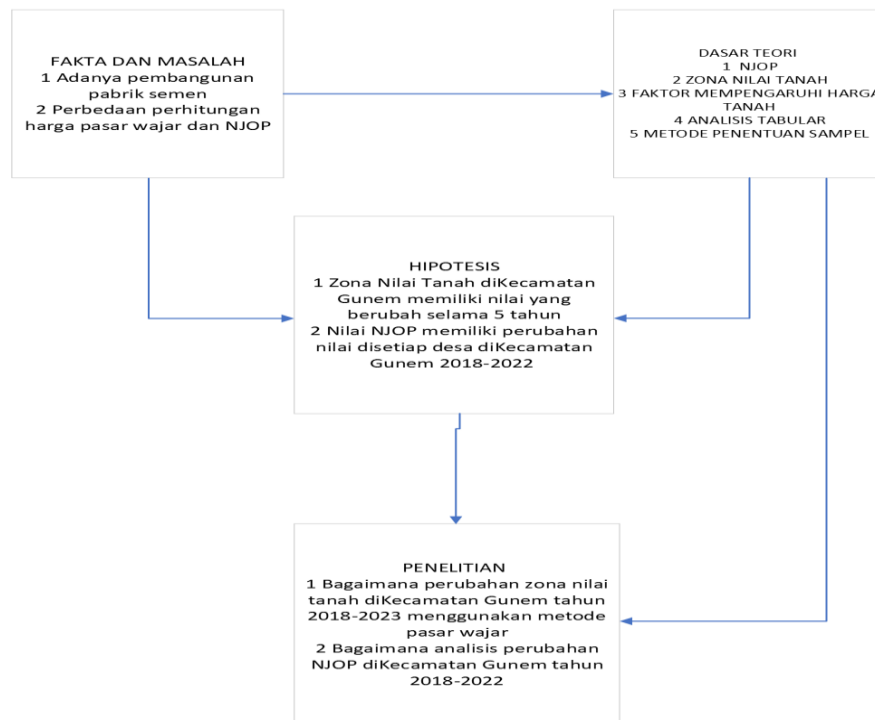 FAKTA DAN MASALAH
1 Adanya pembangunan
pabrik semen
2 Perbedaan perhitungan
harga pasar wajar dan NJOP
DASAR TEORI
1 NJOP
2 ZONA NILAI TANAH
3 FAKTOR MEMPENGARUHI HARGA
TANAH
4 ANALISIS TABULAR
5 METODE PENENTUAN SAMPEL
HIPOTESIS
1 Zona Nilai Tanah diKecamatan
Gunem memiliki nilai yang
berubah selama 5 tahun
2 Nilai NJOP memiliki perubahan
nilai disetiap desa diKecamatan
Gunem 2018-2022
PENELITIAN
1 Bagaimana perubahan zona nilai
tanah diKecamatan Gunem tahun
2018-2023 menggunakan metode
pasar wajar
2 Bagaimana analisis perubahan
NJOP diKecamatan Gunem tahun
2018-2022